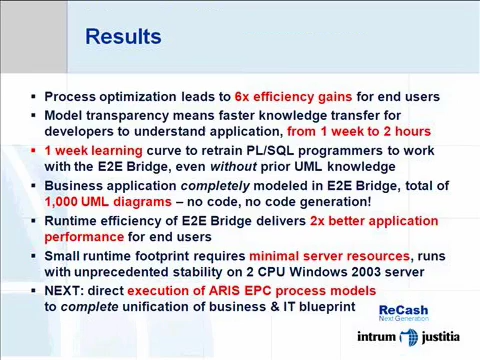 Results
▪ Process optimization leads to 6x efficiency gains for end users
▪ Model transparency means faster knowledge transfer for
developers to understand application, from 1 week to 2 hours
▪ 1 week learning curve to retrain PL/SQL programmers to work
with the E2E Bridge, even without prior UML knowledge
▪ Business application completely modeled in E2E Bridge, total of
1,000 UML diagrams – no code, no code generation!
▪ Runtime efficiency of E2E Bridge delivers 2x better application
performance for end users
▪ Small runtime footprint requires minimal server resources, runs
with unprecedented stability on 2 CPU Windows 2003 server
▪ NEXT: direct execution of ARIS EPC process models
to complete unification of business & IT blueprint
ReCash
Next Generation
intrum justitia